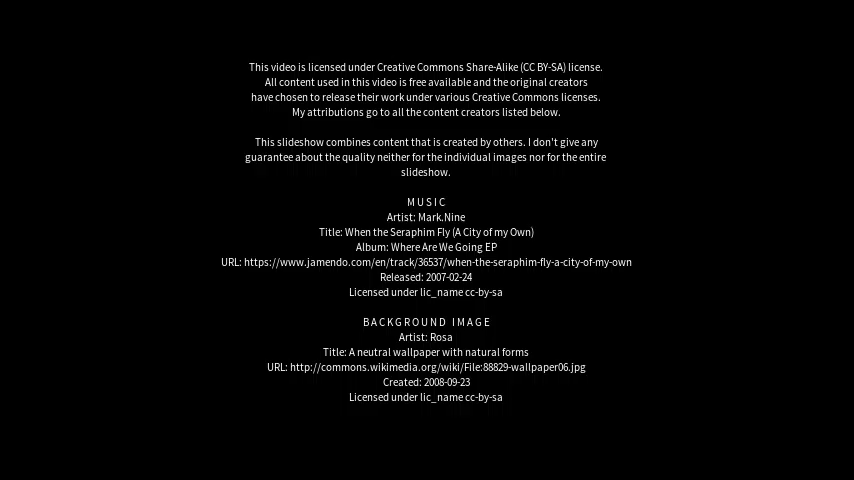 This video is licensed under Creative Commons Share-Alike (CC BY-SA) license.
All content used in this video is free available and the original creators
have chosen to release their work under various Creative Commons licenses.
My attributions go to all the content creators listed below.
This slideshow combines content that is created by others. I don't give any
guarantee about the quality neither for the individual images nor for the entire
slideshow.
MUSIC
Artist: Mark.Nine
Title: When the Seraphim Fly (A City of my Own)
Album: Where Are We Going EP
URL: https://www.jamendo.com/en/track/36537/when-the-seraphim-fly-a-city-of-my-own
Released: 2007-02-24
Licensed under lic_name cc-by-sa
BACKGROUND IMAGE
Artist: Rosa
Title: A neutral wallpaper with natural forms
URL: http://commons.wikimedia.org/wiki/File:88829-wallpaper06.jpg
Created: 2008-09-23
Licensed under lic_name cc-by-sa